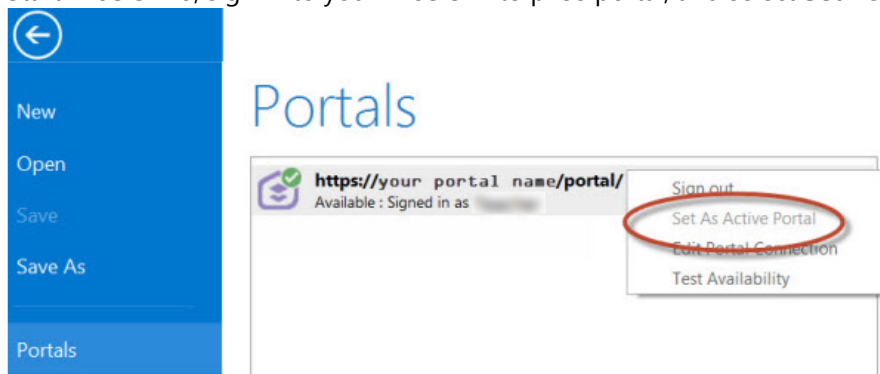 New
Open
Save
Save As
Portals
Portals
https://your portal name/portal/
Available : Signed in as
Sign out
Set As Active Portal
Edit Portal Connection
Test Availability